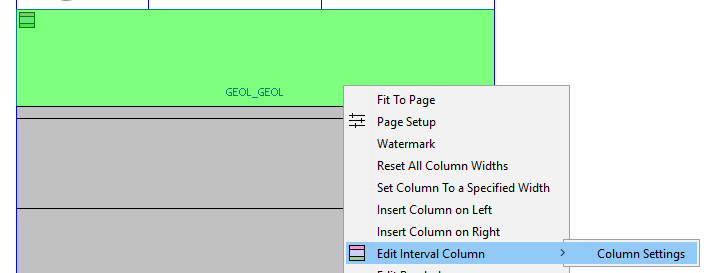 GEOL_GEOL
Fit To Page
Page Setup
Watermark
Reset All Column Widths
Set Column To a Specified Width
Insert Column on Left
Insert Column on Right
Edit Interval Column
Column Settings